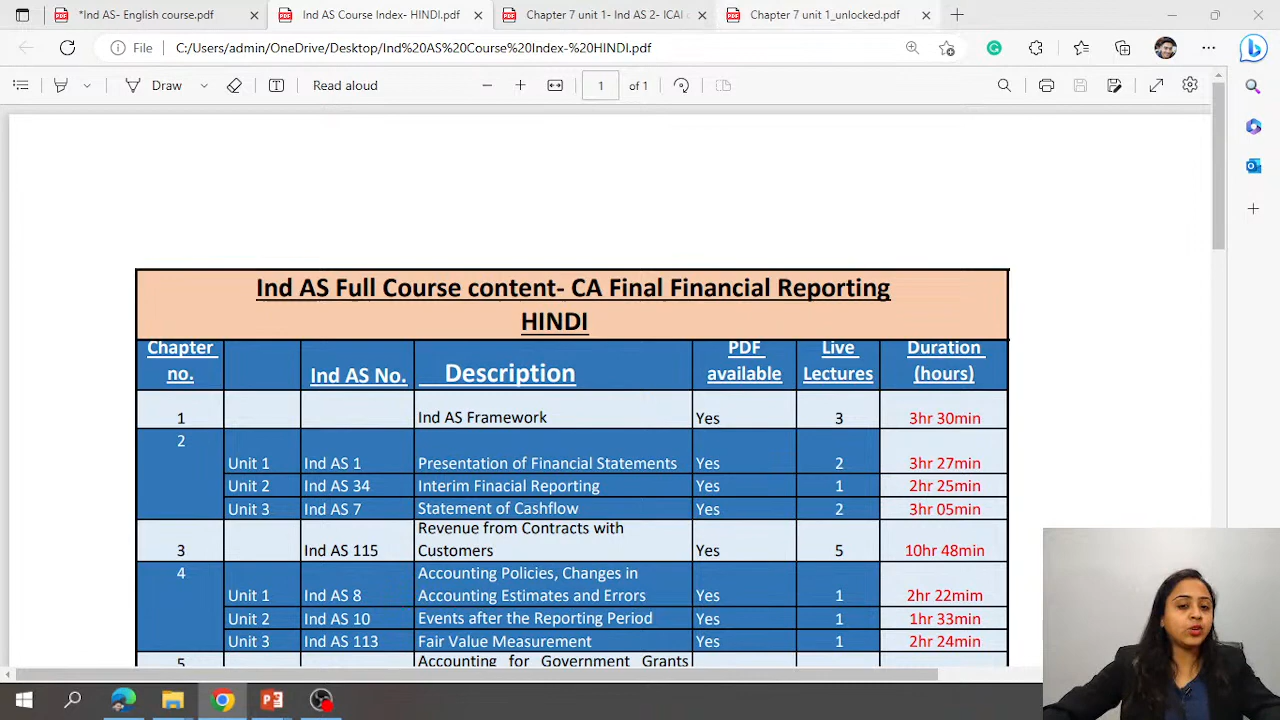 *Ind AS- English course.pdf
Ind AS Course Index- HINDI.pdf
Chapter 7 unit 1- Ind AS 2- ICAI c
Chapter 7 unit 1_unlocked.pdf
File
C:/Users/admin/OneDrive/Desktop/Ind%20AS%20Course%20Index-%20HINDI.pdf
Draw
Read aloud
1
of 1
Ind AS Full Course content- CA Final Financial Reporting
HINDI
Chapter no. Ind AS No. Description PDF available Live Lectures Duration (hours)
1 Ind AS Framework Yes 3 3hr 30min
2
Unit 1 Ind AS 1 Presentation of Financial Statements Yes 2 3hr 27min
Unit 2 Ind AS 34 Interim Finacial Reporting Yes 1 2hr 25min
Unit 3 Ind AS 7 Statement of Cashflow Yes 2 3hr 05min
Revenue from Contracts with
3 Ind AS 115 Customers Yes 5 10hr 48min
4 Accounting Policies, Changes in
Unit 1 Ind AS 8 Accounting Estimates and Errors Yes 1 2hr 22mim
Unit 2 Ind AS 10 Events after the Reporting Period Yes 1 1hr 33min
Unit 3 Ind AS 113 Fair Value Measurement Yes 1 2hr 24min
5 Accounting for Government Grants